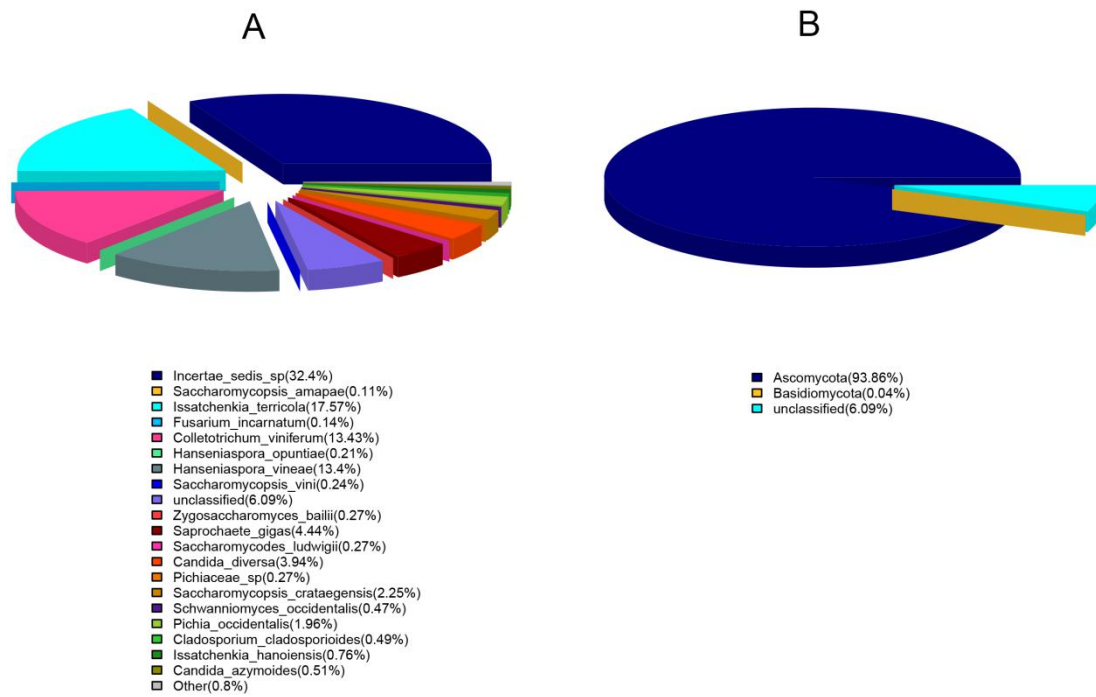 A
B
Incertae_sedis_sp(32.4%)
Saccharomycopsis_amapae(0.11%)
Issatchenkia_terricola(17.57%)
Fusarium_incarnatum(0.14%)
Colletotrichum_viniferum(13.43%)
Hanseniaspora_opuntiae(0.21%)
Hanseniaspora_vineae(13.4%)
Saccharomycopsis_vini(0.24%)
unclassified(6.09%)
Zygosaccharomyces_bailii(0.27%)
Saprochaete_gigas(4.44%)
Saccharomycodes_ludwigii(0.27%)
Candida_diversa(3.94%)
Pichiaceae_sp(0.27%)
Saccharomycopsis_crataegensis(2.25%)
Schwanniomyces_occidentalis(0.47%)
Pichia_occidentalis(1.96%)
Cladosporium_cladosporioides(0.49%)
Issatchenkia_hanoiensis(0.76%)
Candida_azymoides(0.51%)
Other(0.8%)
Ascomycota(93.86%)
Basidiomycota(0.04%)
unclassified(6.09%)